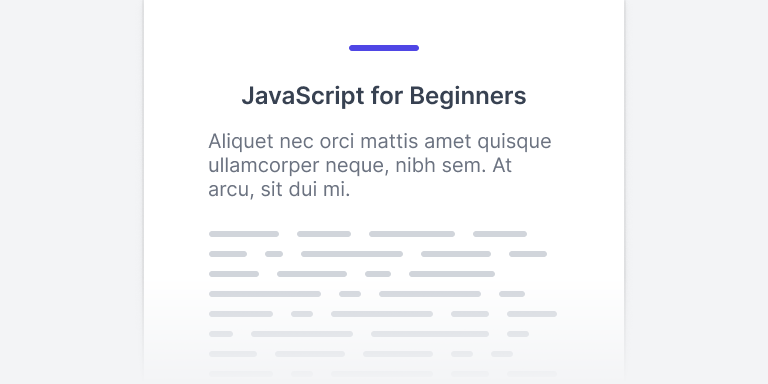 JavaScript for Beginners
Aliquet nec orci mattis amet quisque
ullamcorper neque, nibh sem. At
arcu, sit dui mi.